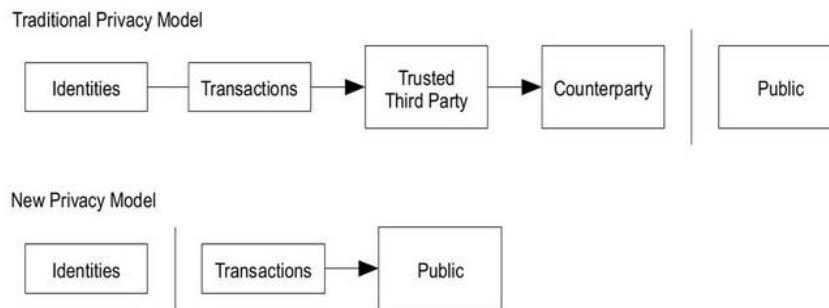 Traditional Privacy Model
Identities
Transactions
Trusted
Third Party
Counterparty
Public
New Privacy Model
Identities
Transactions
Public